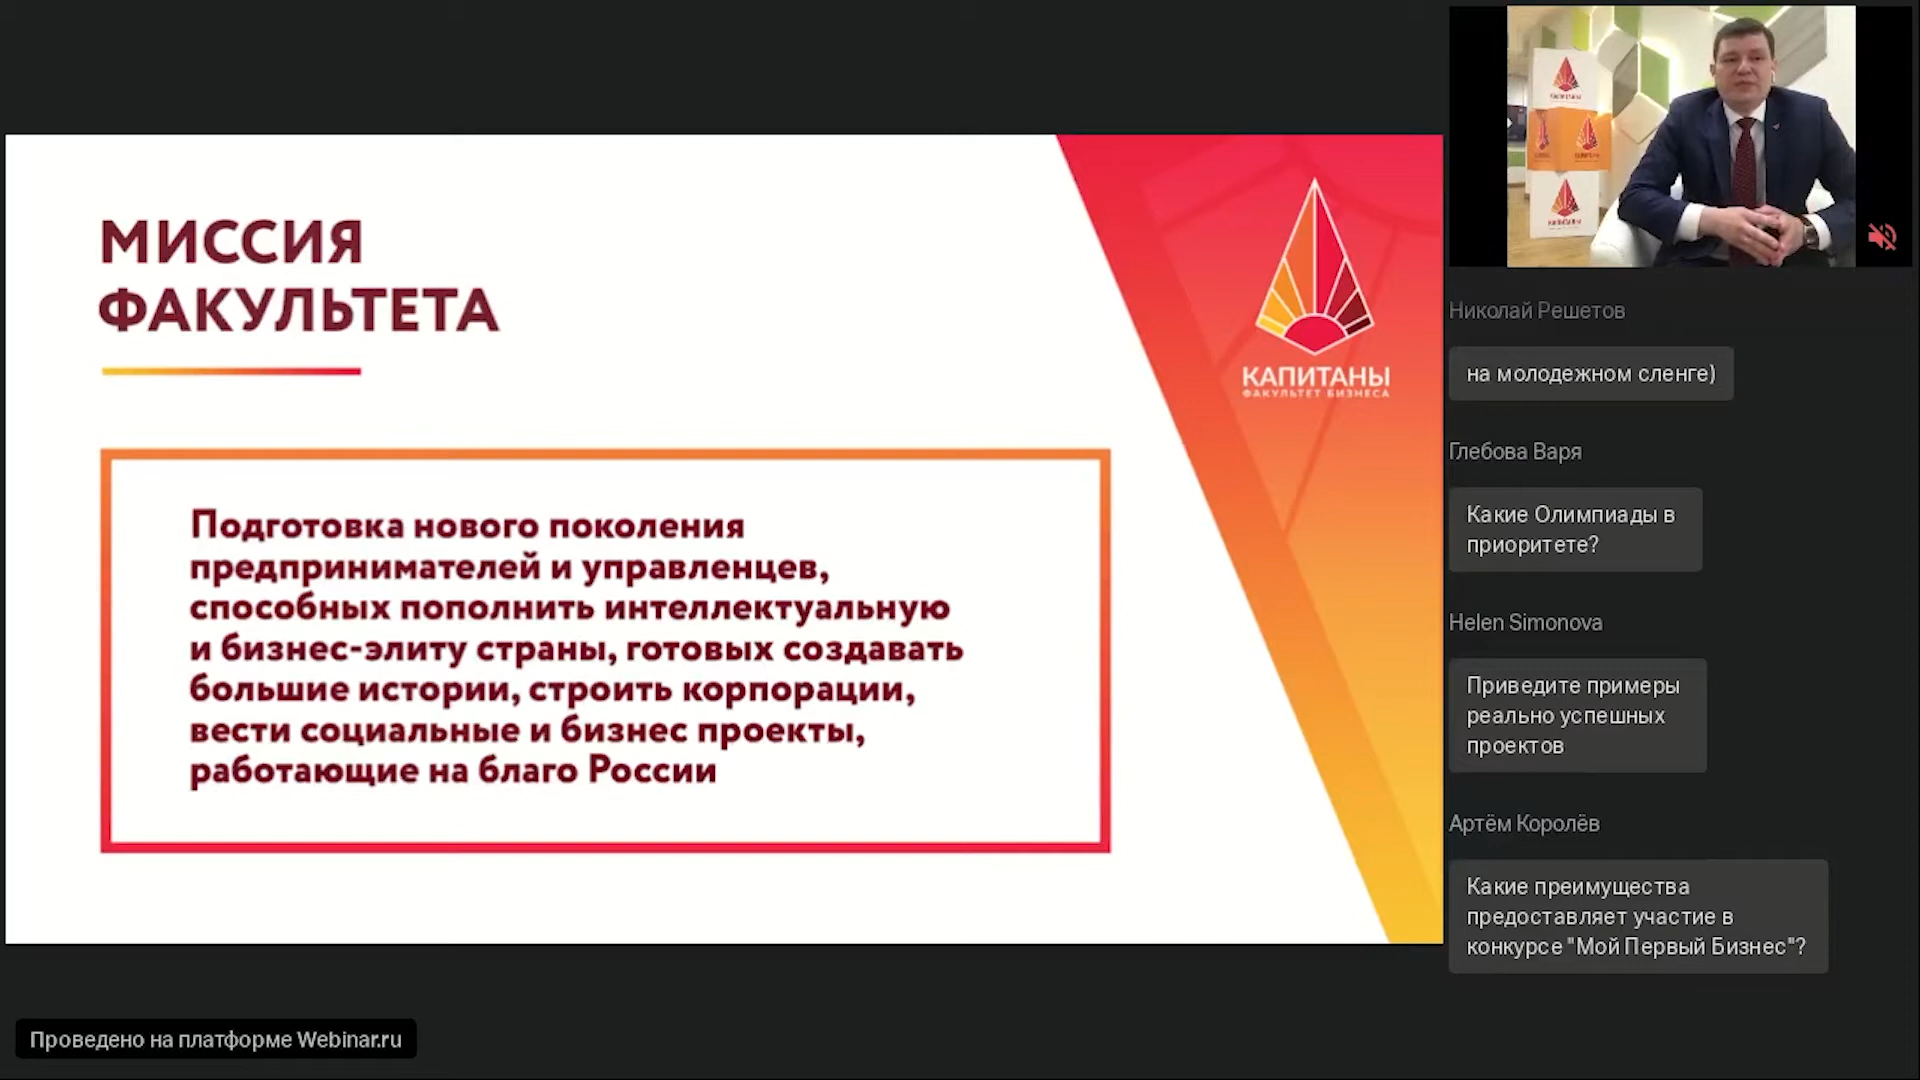 МИССИЯ
ФАКУЛЬТЕТА
КАПИТАНЫ
ФАКУЛЬТЕТ БИЗНЕСА
Подготовка нового поколения
предпринимателей и управленцев,
способных пополнить интеллектуальную
и бизнес-элиту страны, готовых создавать
большие истории, строить корпорации,
вести социальные и бизнес проекты,
работающие на благо России
КАПИТАНЫ
КАПИТАНЫ
КАПИТАНЫ
Николай Решетов
на молодежном сленге)
Глебова Варя
Какие Олимпиады в
приоритете?
Helen Simonova
Приведите примеры
реально успешных
проектов
Артём Королёв
Какие преимущества
предоставляет участие в
конкурсе "Мой Первый Бизнес"?
Проведено на платформе Webinar.ru